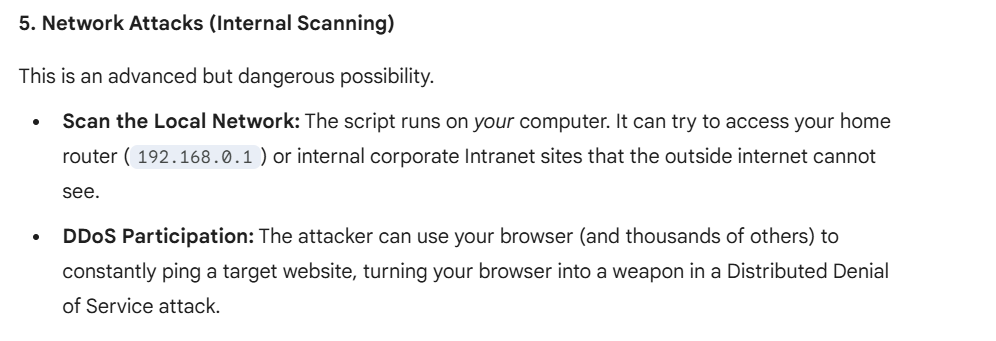 5. Network Attacks (Internal Scanning)
This is an advanced but dangerous possibility.
• Scan the Local Network: The script runs on your computer. It can try to access your home
router ( 192.168.0.1 ) or internal corporate Intranet sites that the outside internet cannot
see.
• DDoS Participation: The attacker can use your browser (and thousands of others) to
constantly ping a target website, turning your browser into a weapon in a Distributed Denial
of Service attack.